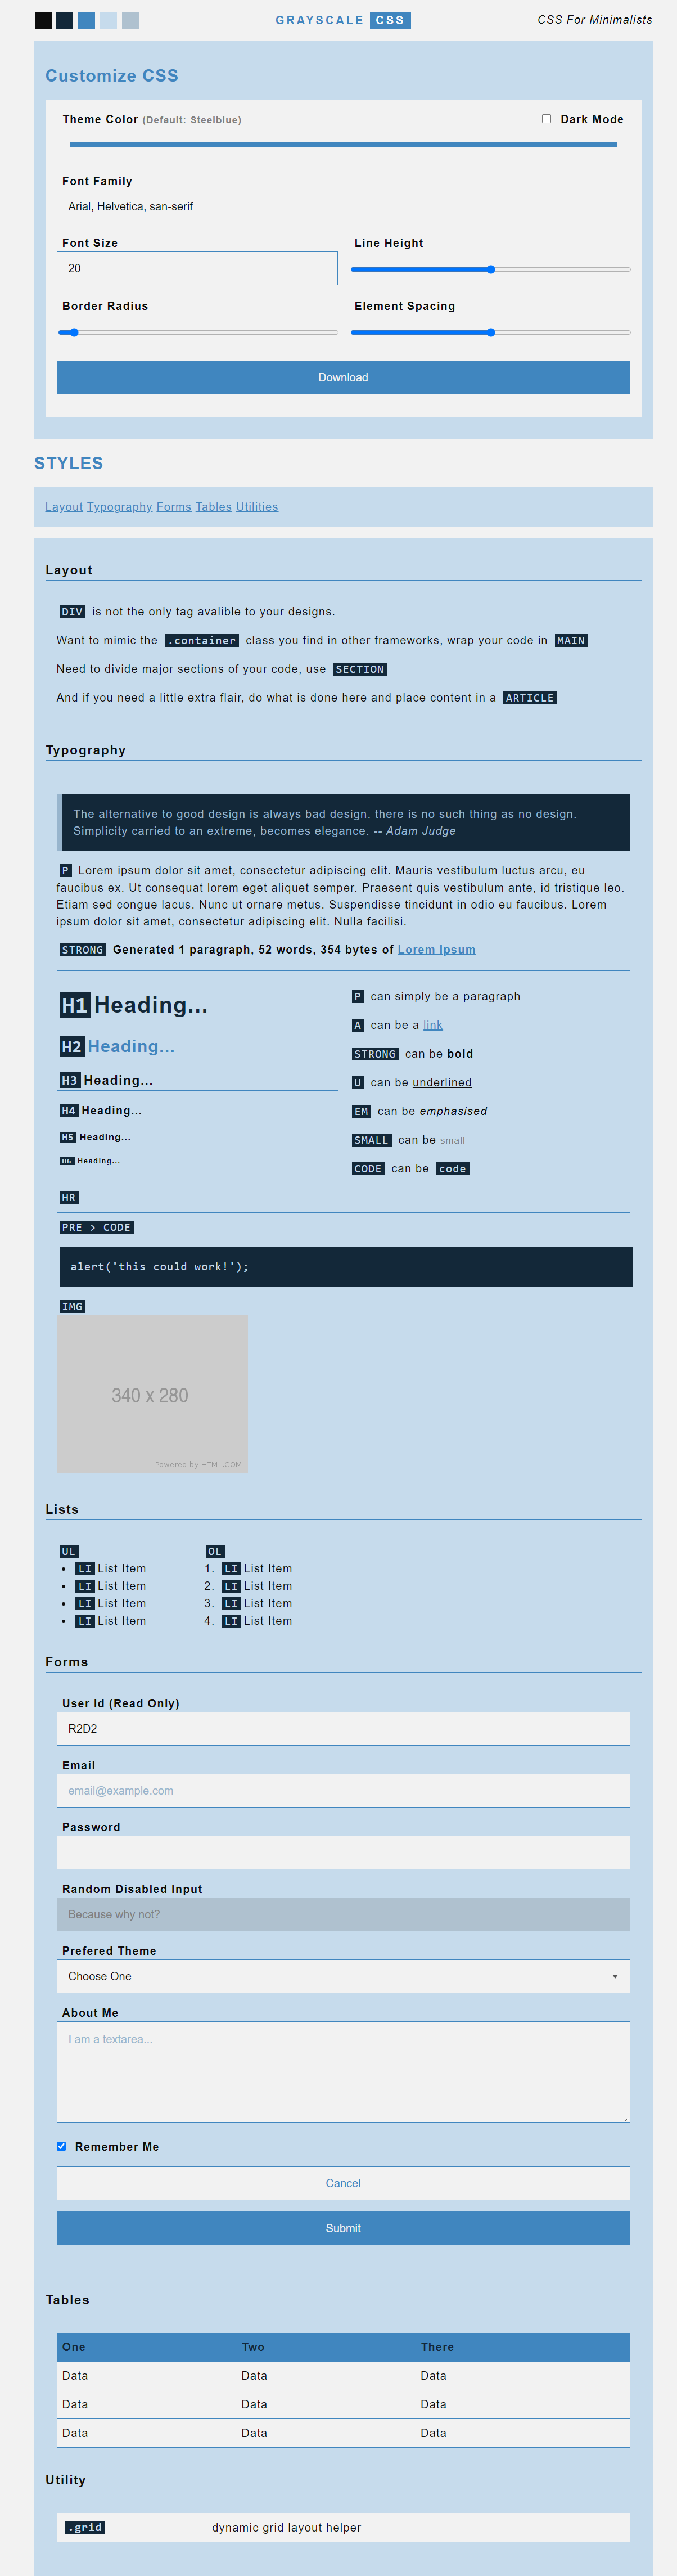 GRAYSCALE CSS
CSS For Minimalists
Customize CSS
Theme Color (Default: Steelblue)
Dark Mode
Font Family
Arial, Helvetica, san-serif
Font Size
Line Height
20
Border Radius
Element Spacing
Download
STYLES
Layout Typography Forms Tables Utilities
Layout
DIV is not the only tag avalible to your designs.
Want to mimic the .container class you find in other frameworks, wrap your code in MAIN
Need to divide major sections of your code, use SECTION
And if you need a little extra flair, do what is done here and place content in a ARTICLE
Typography
The alternative to good design is always bad design. there is no such thing as no design.
Simplicity carried to an extreme, becomes elegance. -- Adam Judge
P Lorem ipsum dolor sit amet, consectetur adipiscing elit. Mauris vestibulum luctus arcu, eu
faucibus ex. Ut consequat lorem eget aliquet semper. Praesent quis vestibulum ante, id tristique leo.
Etiam sed congue lacus. Nunc ut ornare metus. Suspendisse tincidunt in odio eu faucibus. Lorem
ipsum dolor sit amet, consectetur adipiscing elit. Nulla facilisi.
STRONG Generated 1 paragraph, 52 words, 354 bytes of Lorem Ipsum
H1 Heading...
H2 Heading...
H3 Heading...
H4 Heading...
H5 Heading...
H6 Heading...
P can simply be a paragraph
A can be a link
STRONG can be bold
U can be underlined
EM can be emphasised
SMALL can be small
CODE can be code
HR
PRE > CODE
alert('this could work!');
IMG
340 x 280
Powered by HTML.COM
Lists
UL
LI List Item
LI List Item
LI List Item
LI List Item
OL
1. LI List Item
2. LI List Item
3. LI List Item
4. LI List Item
Forms
User Id (Read Only)
R2D2
Email
email@example.com
Password
Random Disabled Input
Because why not?
Prefered Theme
Choose One
About Me
I am a textarea...
Remember Me
Cancel
Submit
Tables
One Two There
Data Data Data
Data Data Data
Data Data Data
Utility
.grid dynamic grid layout helper